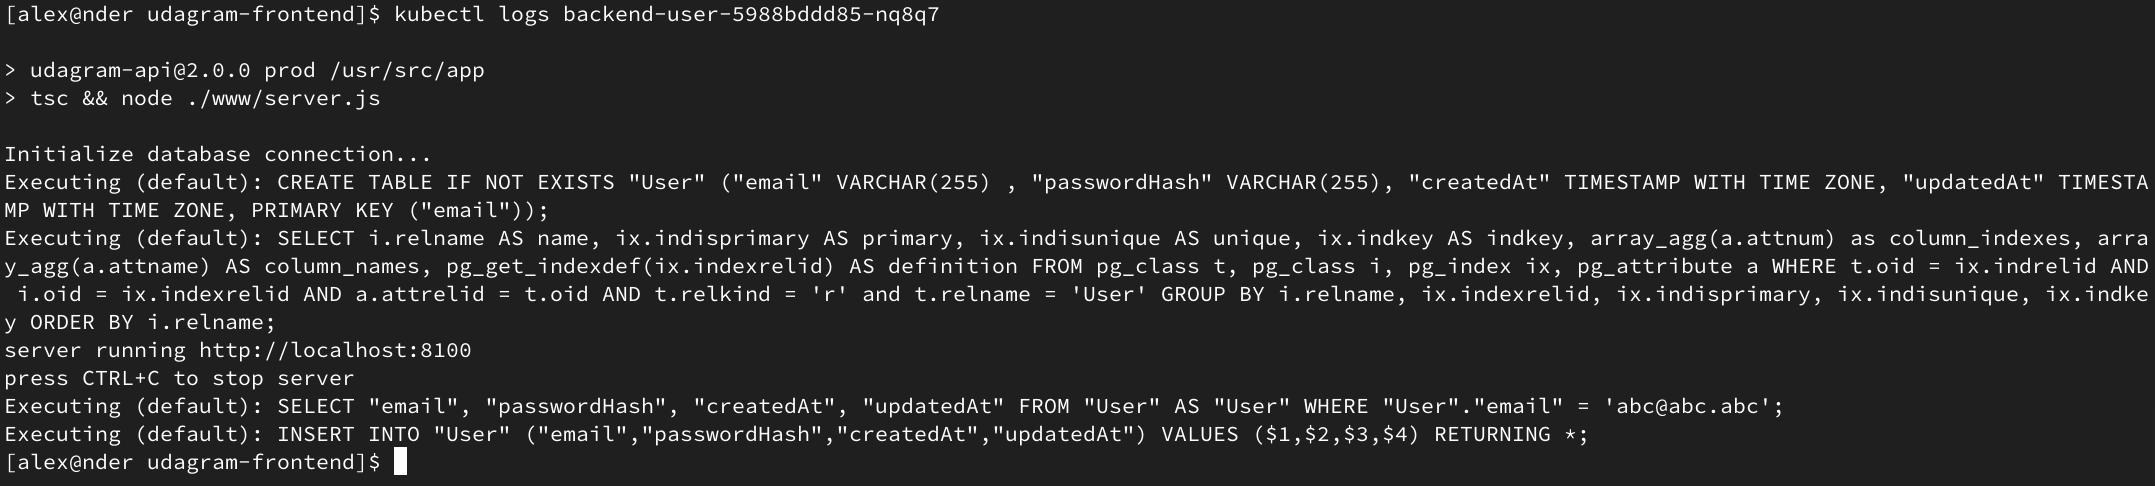 [alex@nder udagram-frontend]$ kubectl logs backend-user-5988bddd85-nq8q7
> udagram-api@2.0.0 prod /usr/src/app
> tsc && node ./www/server.js
Initialize database connection...
Executing (default): CREATE TABLE IF NOT EXISTS "User" ("email" VARCHAR(255) , "passwordHash" VARCHAR(255), "createdAt" TIMESTAMP WITH TIME ZONE, "updatedAt" TIMESTA
MP WITH TIME ZONE, PRIMARY KEY ("email"));
Executing (default): SELECT i.relname AS name, ix.indisprimary AS primary, ix.indisunique AS unique, ix.indkey AS indkey, array_agg(a.attnum) as column_indexes, arra
y_agg(a.attname) AS column_names, pg_get_indexdef(ix.indexrelid) AS definition FROM pg_class t, pg_class i, pg_index ix, pg_attribute a WHERE t.oid = ix.indrelid AND
 i.oid = ix.indexrelid AND a.attrelid = t.oid AND t.relkind = 'r' and t.relname = 'User' GROUP BY i.relname, ix.indexrelid, ix.indisprimary, ix.indisunique, ix.indke
y ORDER BY i.relname;
server running http://localhost:8100
press CTRL+C to stop server
Executing (default): SELECT "email", "passwordHash", "createdAt", "updatedAt" FROM "User" AS "User" WHERE "User"."email" = 'abc@abc.abc';
Executing (default): INSERT INTO "User" ("email","passwordHash","createdAt","updatedAt") VALUES ($1,$2,$3,$4) RETURNING *;
[alex@nder udagram-frontend]$